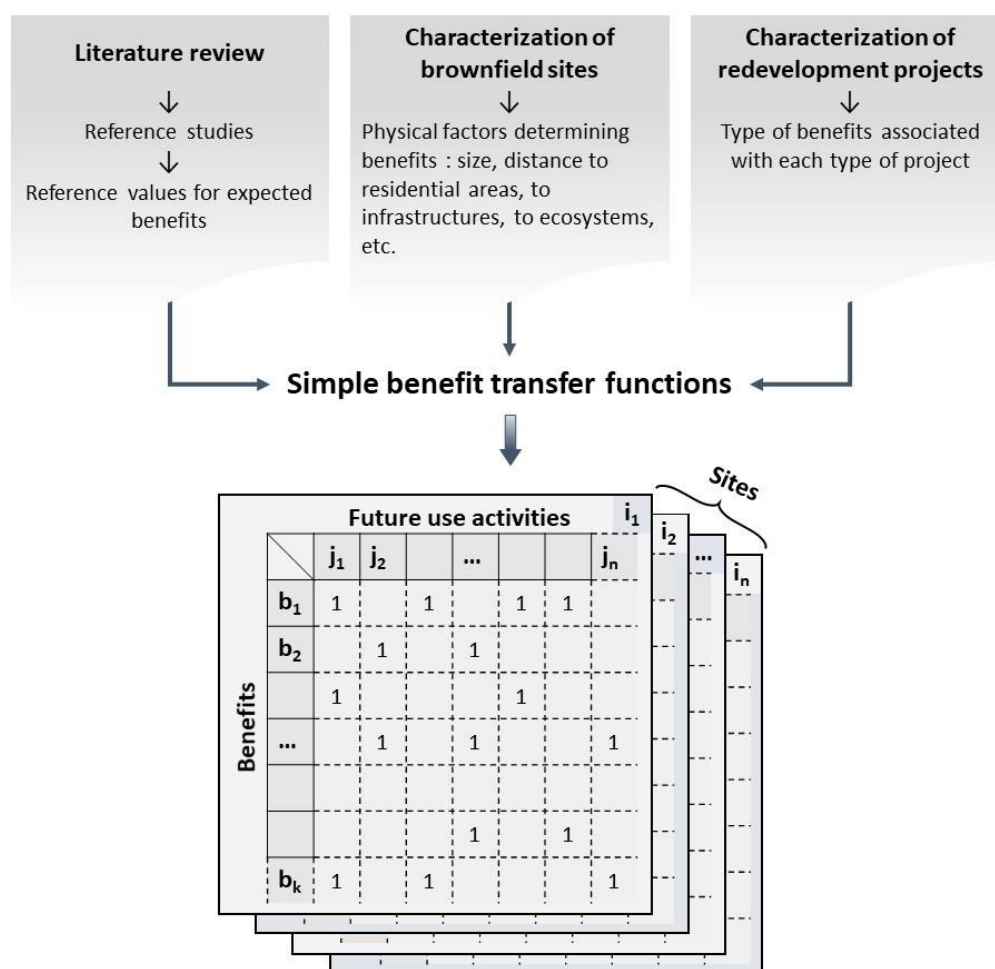 Literature review
↓
Reference studies
↓
Reference values for expected
benefits
Characterization of
brownfield sites
↓
Physical factors determining
benefits : size, distance to
residential areas, to
infrastructures, to ecosystems,
etc.
Characterization of
redevelopment projects
↓
Type of benefits associated
with each type of project
Simple benefit transfer functions
Sites
Future use activities i₁ i₂ ... iₙ
j₁ j₂ ... jₙ
Benefits
b₁ 1 1 1 1
b₂ 1 1
1 1
... 1 1 1
1 1
bₖ 1 1 1